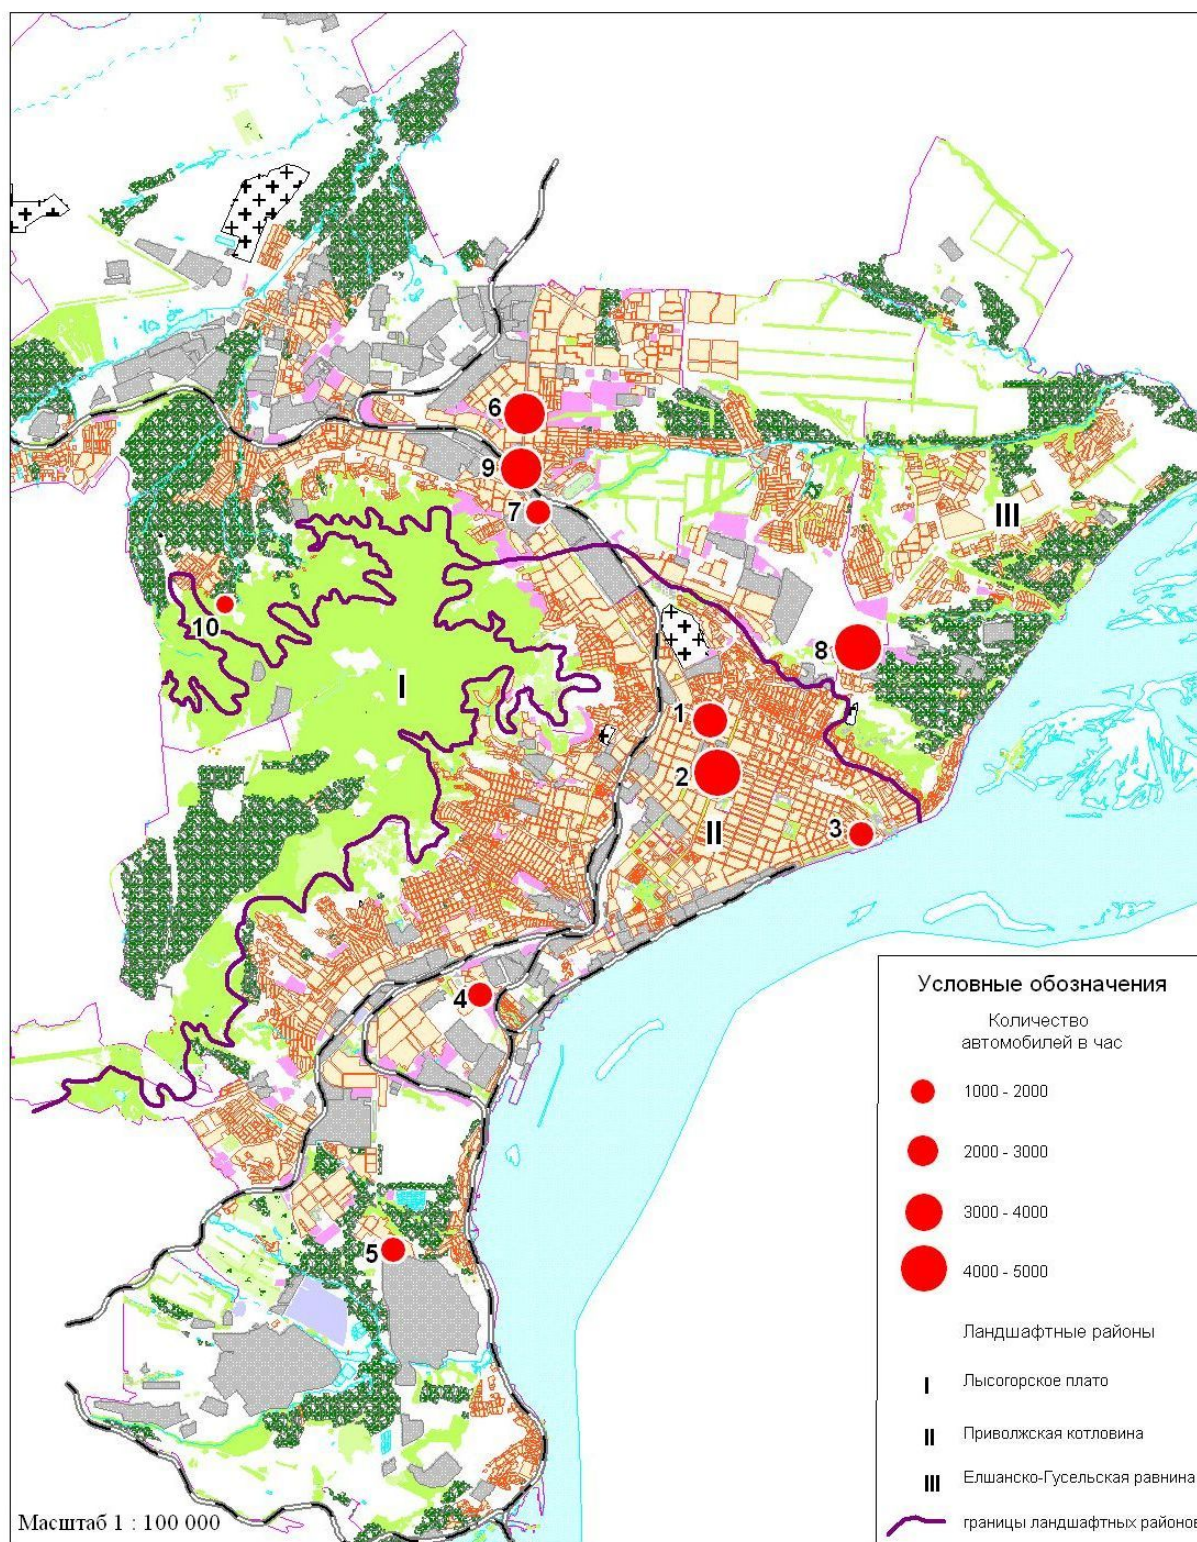 6
9
7
III
10
8
I
1
2
3
II
4
5
Условные обозначения
Количество
автомобилей в час
1000 - 2000
2000 - 3000
3000 - 4000
4000 - 5000
Ландшафтные районы
I Лысогорское плато
II Приволжская котловина
III Елшанско-Гусельская равнина
границы ландшафтных районов
Масштаб 1 : 100 000